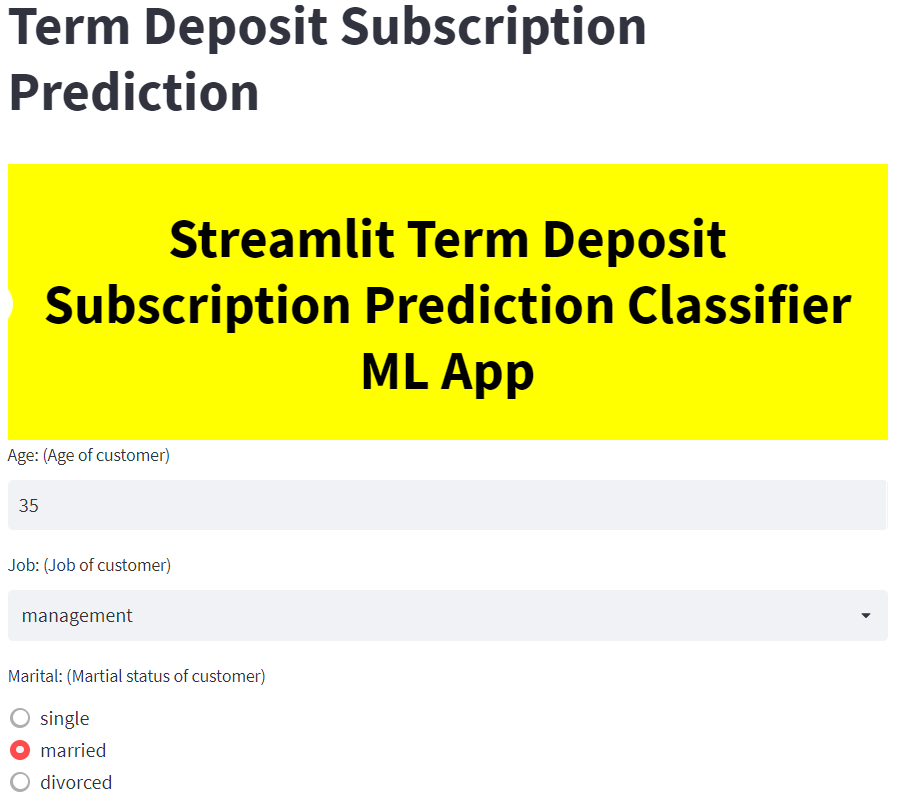 Term Deposit Subscription
Prediction
Streamlit Term Deposit
Subscription Prediction Classifier
ML App
Age: (Age of customer)
35
Job: (Job of customer)
management
Marital: (Martial status of customer)
single
married
divorced